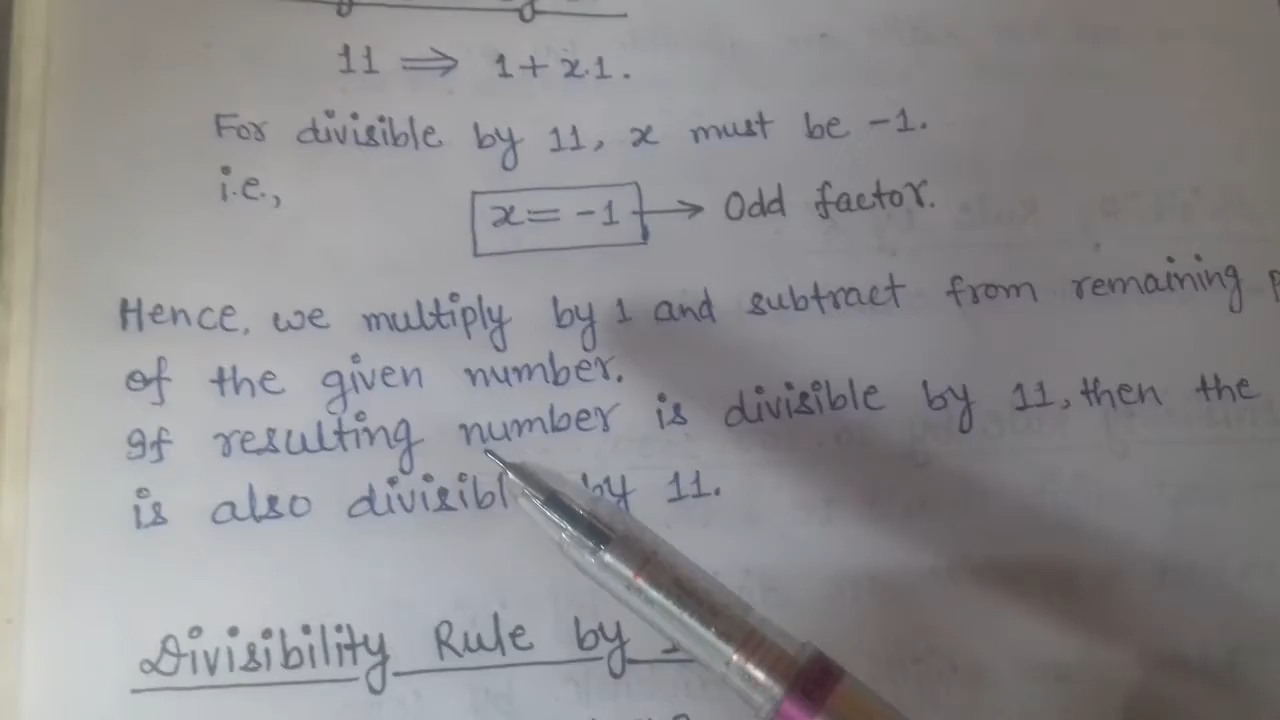 11 ⟹ 1 + x.1.
For divisible by 11, x must be -1.
i.e., x = -1 → Odd factor.
Hence, we multiply by 1 and subtract from remaining
of the given number.
If resulting number is divisible by 11, then the
is also divisibl by 11.
Divisibility Rule by